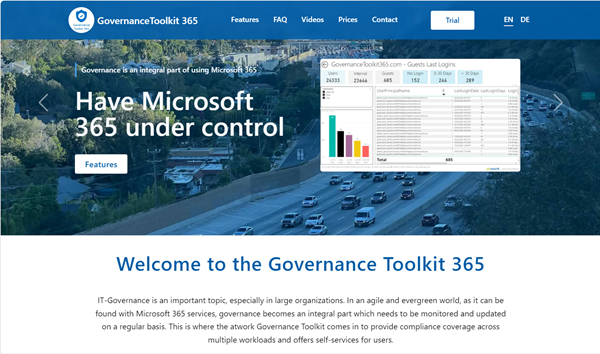 GovernanceToolkit 365
Features FAQ Videos Prices Contact Trial EN DE
Governance is an integral part of using Microsoft 365
Have Microsoft
365 under control
Features
GovernanceToolkit365.com - Guests Last Logins
Users Internal Guests No Login 0-30 Days > 30 Days
24333 23648 685 152 244 289
UserPrincipalName
Total 685
Welcome to the Governance Toolkit 365
IT-Governance is an important topic, especially in large organizations. In an agile and evergreen world, as it can be
found with Microsoft 365 services, governance becomes an integral part which needs to be monitored and updated
on a regular basis. This is where the atwork Governance Toolkit comes in to provide compliance coverage across
multiple workloads and offers self-services for users.